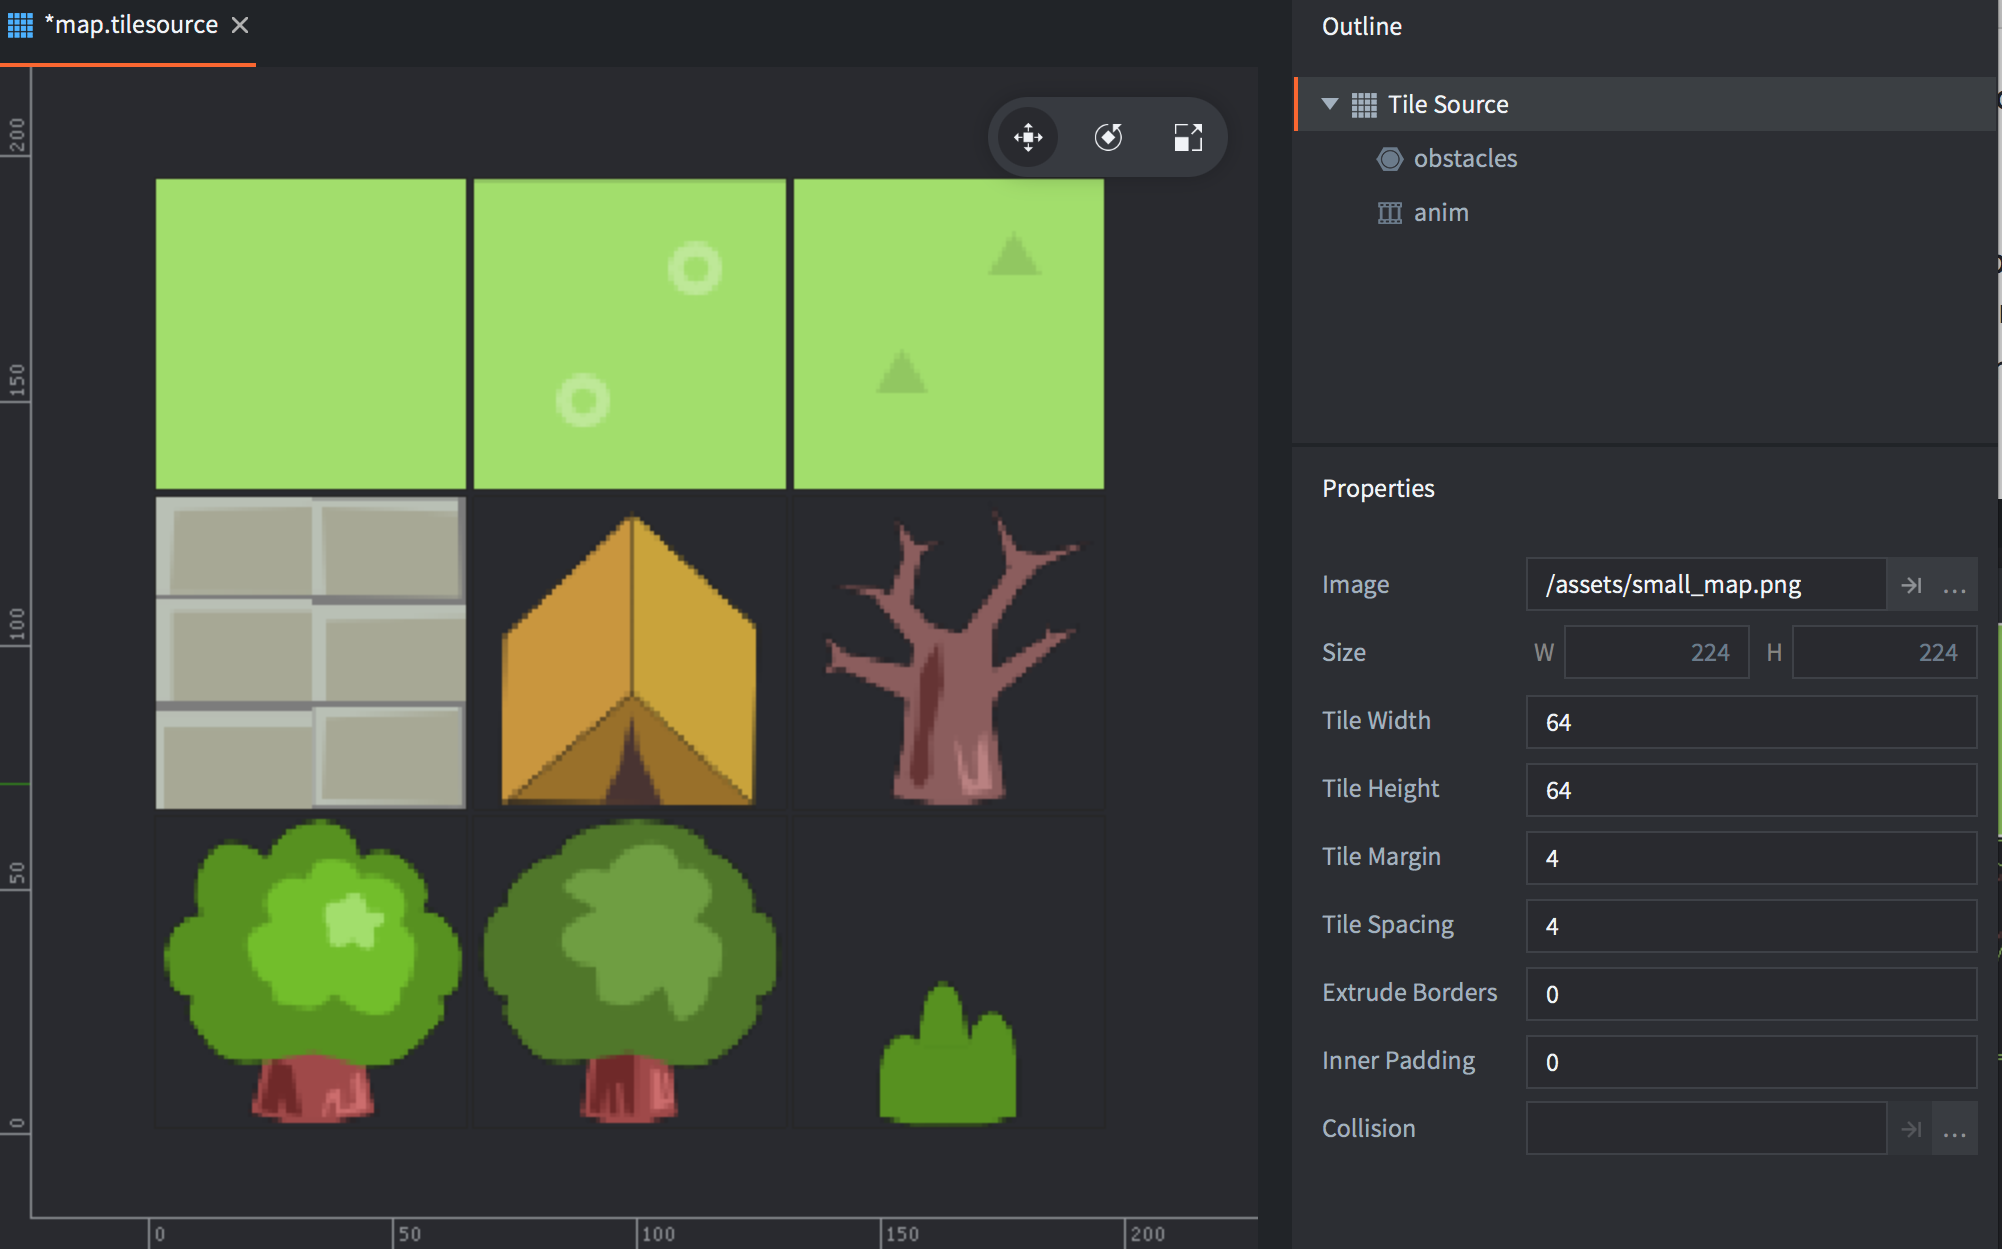 *map.tilesource
200
150
100
50
0
0
50
100
150
200
Outline
Tile Source
obstacles
anim
Properties
Image /assets/small_map.png ...
Size W 224 H 224
Tile Width 64
Tile Height 64
Tile Margin 4
Tile Spacing 4
Extrude Borders 0
Inner Padding 0
Collision ...